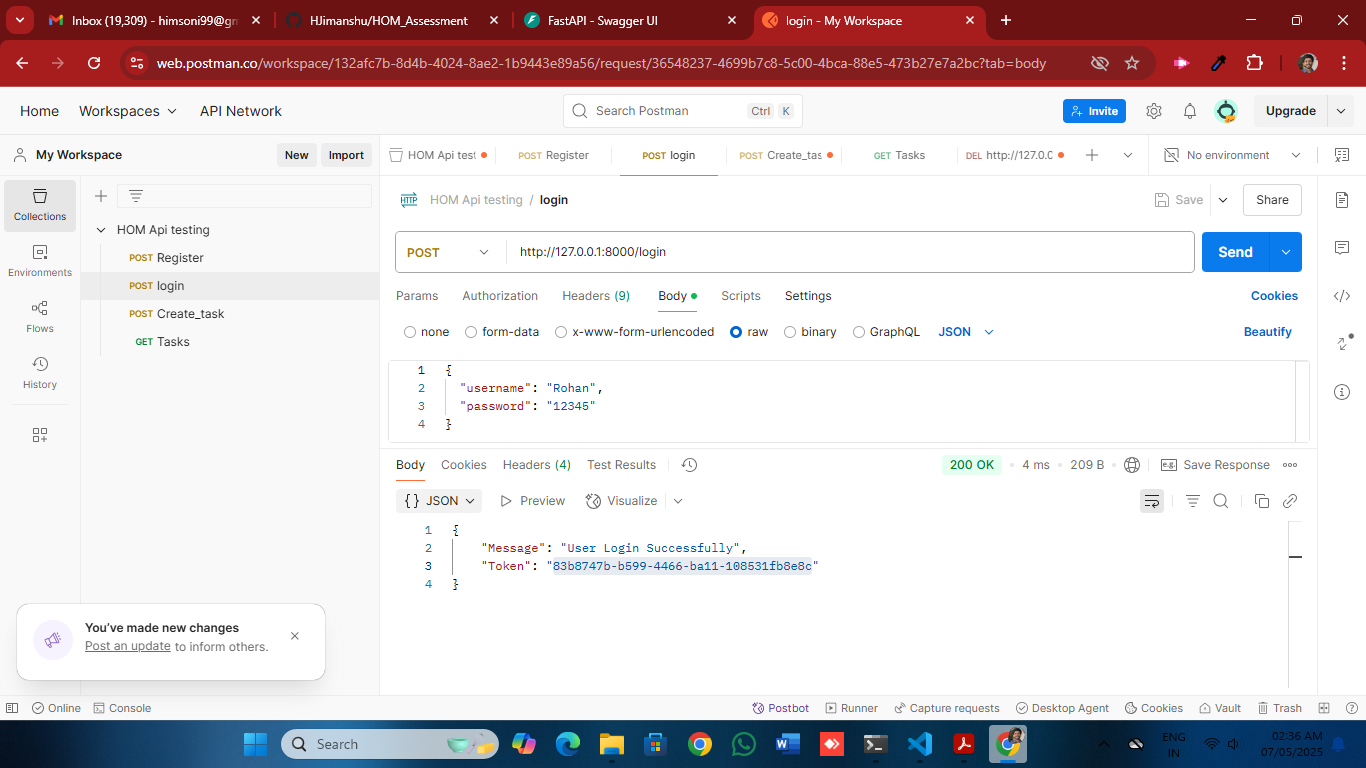 Inbox (19,309) - himsoni99@gm
HJimanshu/HOM_Assessment
FastAPI - Swagger UI
login - My Workspace
web.postman.co/workspace/132afc7b-8d4b-4024-8ae2-1b9443e89a56/request/36548237-4699b7c8-5c00-4bca-88e5-473b27e7a2bc?tab=body
Home Workspaces API Network
Search Postman Ctrl K
Invite
Upgrade
My Workspace New Import
HOM Api test
POST Register
POST login
POST Create_tas
GET Tasks
DEL http://127.0.0
No environment
Collections
Environments
Flows
History
HOM Api testing
POST Register
POST login
POST Create_task
GET Tasks
HTTP HOM Api testing / login
Save Share
POST http://127.0.0.1:8000/login Send
Params Authorization Headers (9) Body Scripts Settings Cookies
none form-data x-www-form-urlencoded raw binary GraphQL JSON Beautify
1 {
2 "username": "Rohan",
3 "password": "12345"
4 }
Body Cookies Headers (4) Test Results 200 OK 4 ms 209 B e.g. Save Response
{} JSON Preview Visualize
1 {
2 "Message": "User Login Successfully",
3 "Token": "83b8747b-b599-4466-ba11-108531fb8e8c"
4 }
You've made new changes
Post an update to inform others.
Online Console Postbot Runner Capture requests Desktop Agent Cookies Vault Trash
Search
ENG
IN
02:36 AM
07/05/2025